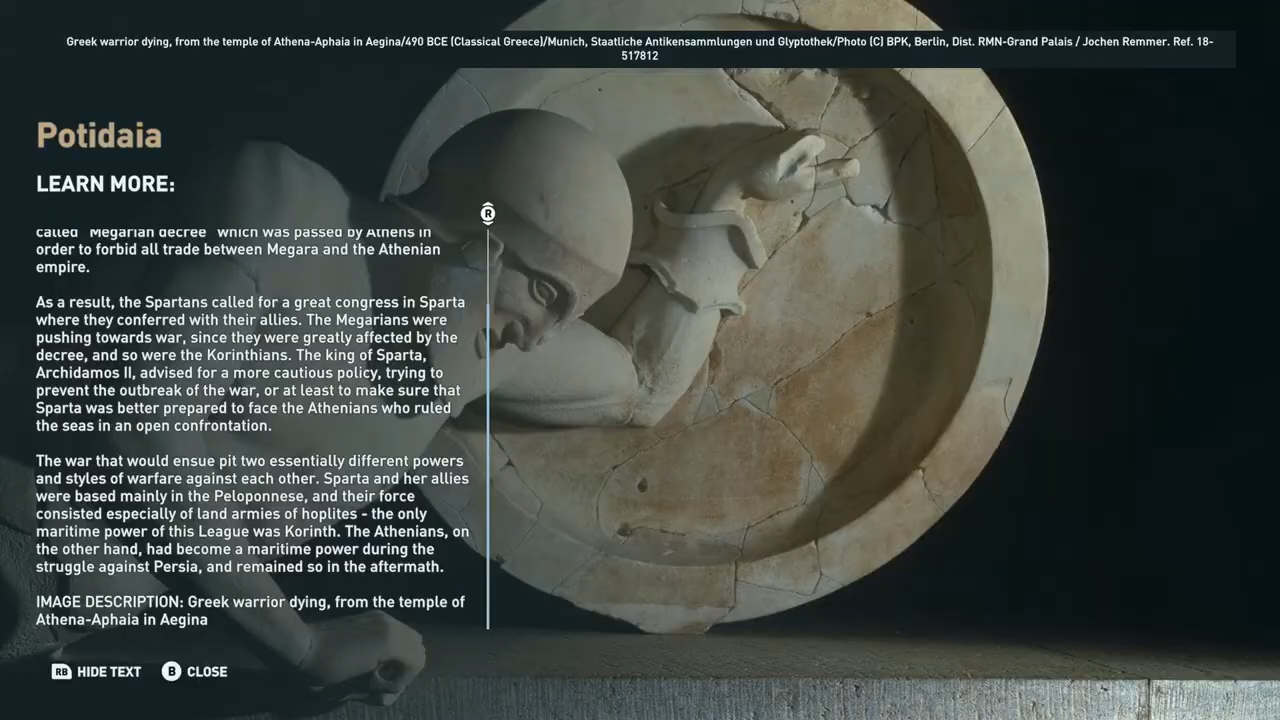 Greek warrior dying, from the temple of Athena-Aphaia in Aegina/490 BCE (Classical Greece)/Munich, Staatliche Antikensammlungen und Glyptothek/Photo (C) BPK, Berlin, Dist. RMN-Grand Palais / Jochen Remmer. Ref. 18-
517812
Potidaia
LEARN MORE:
R
called "Megarian decree" which was passed by Athens in
order to forbid all trade between Megara and the Athenian
empire.
As a result, the Spartans called for a great congress in Sparta
where they conferred with their allies. The Megarians were
pushing towards war, since they were greatly affected by the
decree, and so were the Korinthians. The king of Sparta,
Archidamos II, advised for a more cautious policy, trying to
prevent the outbreak of the war, or at least to make sure that
Sparta was better prepared to face the Athenians who ruled
the seas in an open confrontation.
The war that would ensue pit two essentially different powers
and styles of warfare against each other. Sparta and her allies
were based mainly in the Peloponnese, and their force
consisted especially of land armies of hoplites - the only
maritime power of this League was Korinth. The Athenians, on
the other hand, had become a maritime power during the
struggle against Persia, and remained so in the aftermath.
IMAGE DESCRIPTION: Greek warrior dying, from the temple of
Athena-Aphaia in Aegina
RB HIDE TEXT B CLOSE